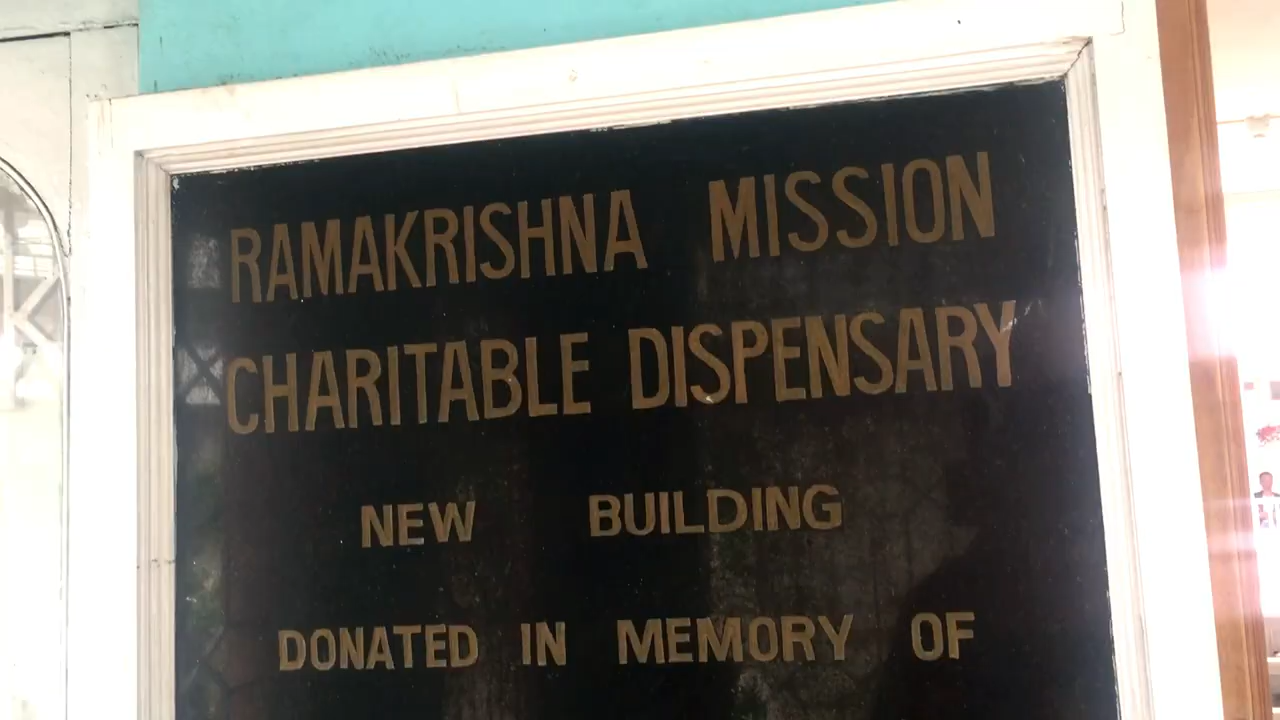 RAMAKRISHNA MISSION
CHARITABLE DISPENSARY
NEW BUILDING
DONATED IN MEMORY OF